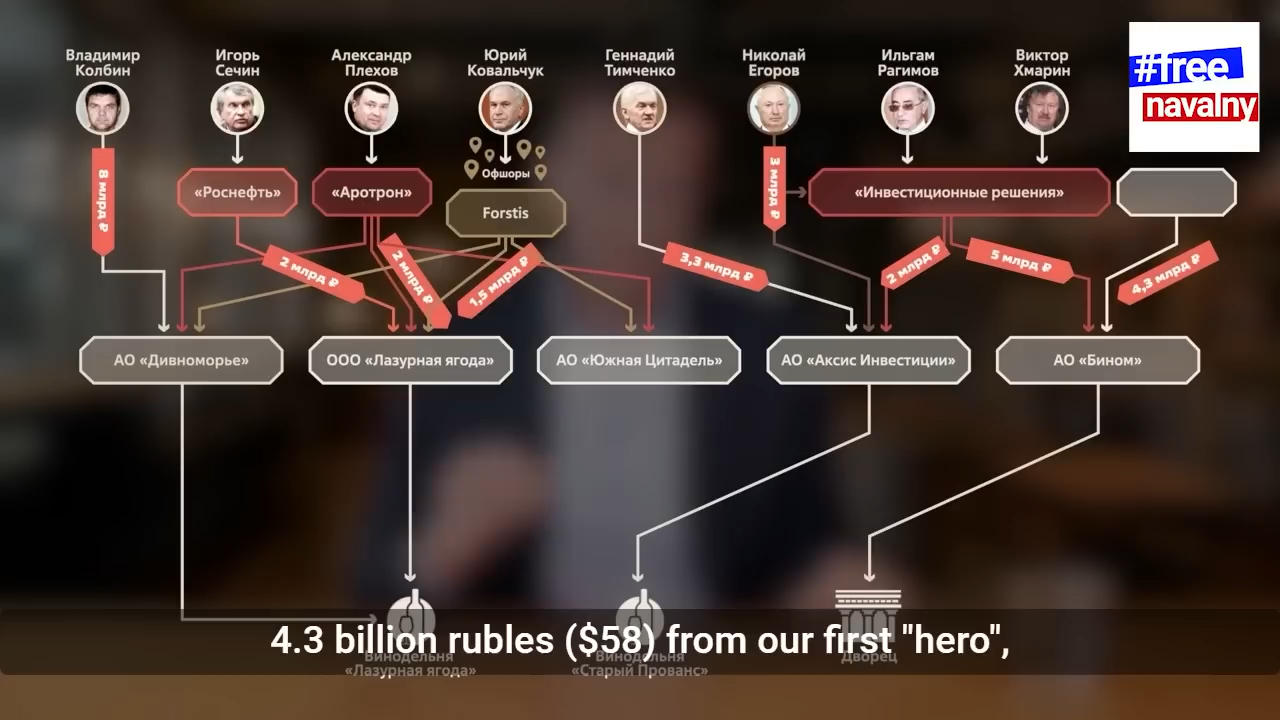 Владимир
Колбин
Игорь
Сечин
Александр
Плехов
Юрий
Ковальчук
Геннадий
Тимченко
Николай
Егоров
Ильгам
Рагимов
Виктор
Хмарин
#free
navalny
8 млрд ₽
«Роснефть»
«Аротрон»
Офшоры
Forstis
3 млрд ₽
«Инвестиционные решения»
2 млрд ₽
2 млрд ₽
1,5 млрд ₽
3,3 млрд ₽
2 млрд ₽
5 млрд ₽
4,3 млрд ₽
АО «Дивноморье»
ООО «Лазурная ягода»
АО «Южная Цитадель»
АО «Аксис Инвестиции»
АО «Бином»
4.3 billion rubles ($58) from our first "hero",
Винодельня
«Лазурная ягода»
Винодельня
«Старый Прованс»
Дворец